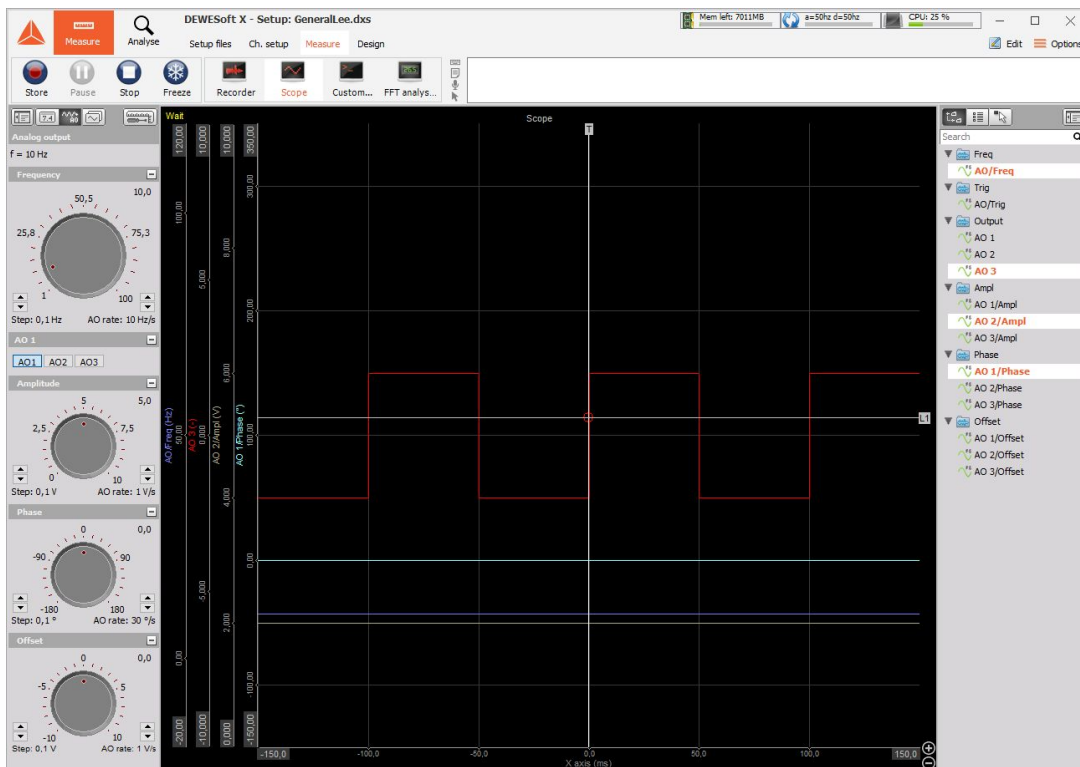 DEWESoft X - Setup: GeneralLee.dxs
Mem left: 7011MB
a=50hz d=50hz
CPU: 25 %
Measure
Analyse
Setup files
Ch. setup
Measure
Design
Edit
Options
Store
Pause
Stop
Freeze
Recorder
Scope
Custom...
FFT analys...
Analog output
f = 10 Hz
Frequency
10,0
50,5
25,8
75,3
1
100
Step: 0,1 Hz
AO rate: 10 Hz/s
AO 1
AO1
AO2
AO3
Amplitude
5
5,0
2,5
7,5
0
10
Step: 0,1 V
AO rate: 1 V/s
Phase
0
0,0
-90
90
-180
180
Step: 0,1 °
AO rate: 30 °/s
Offset
0
0,0
-5
5
-10
10
Step: 0,1 V
AO rate: 1 V/s
Wait
Scope
T
L1
AO/Freq (Hz)
120,00
100,00
50,00
0,00
-20,00
AO 3 (-)
10,000
5,000
0,000
-5,000
-10,000
AO 2/Ampl (V)
10,000
8,000
6,000
4,000
2,000
0,000
AO 1/Phase (°)
350,00
300,00
200,00
100,00
0,00
-100,00
-150,00
-150,0
-100,0
-50,0
0,0
50,0
100,0
150,0
X axis (ms)
Search
Freq
AO/Freq
Trig
AO/Trig
Output
AO 1
AO 2
AO 3
Ampl
AO 1/Ampl
AO 2/Ampl
AO 3/Ampl
Phase
AO 1/Phase
AO 2/Phase
AO 3/Phase
Offset
AO 1/Offset
AO 2/Offset
AO 3/Offset